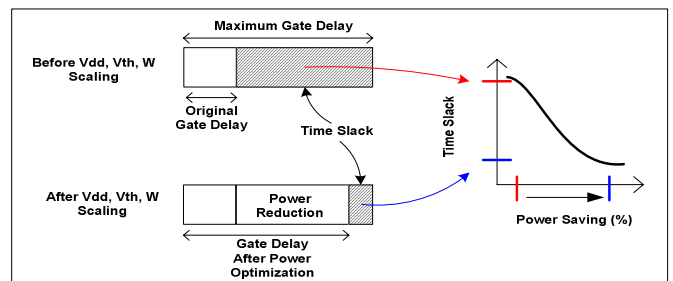 Maximum Gate Delay
Before Vdd, Vth, W
Scaling
Original
Gate Delay
Time Slack
After Vdd, Vth, W
Scaling
Power
Reduction
Gate Delay
After Power
Optimization
Time Slack
Power Saving (%)